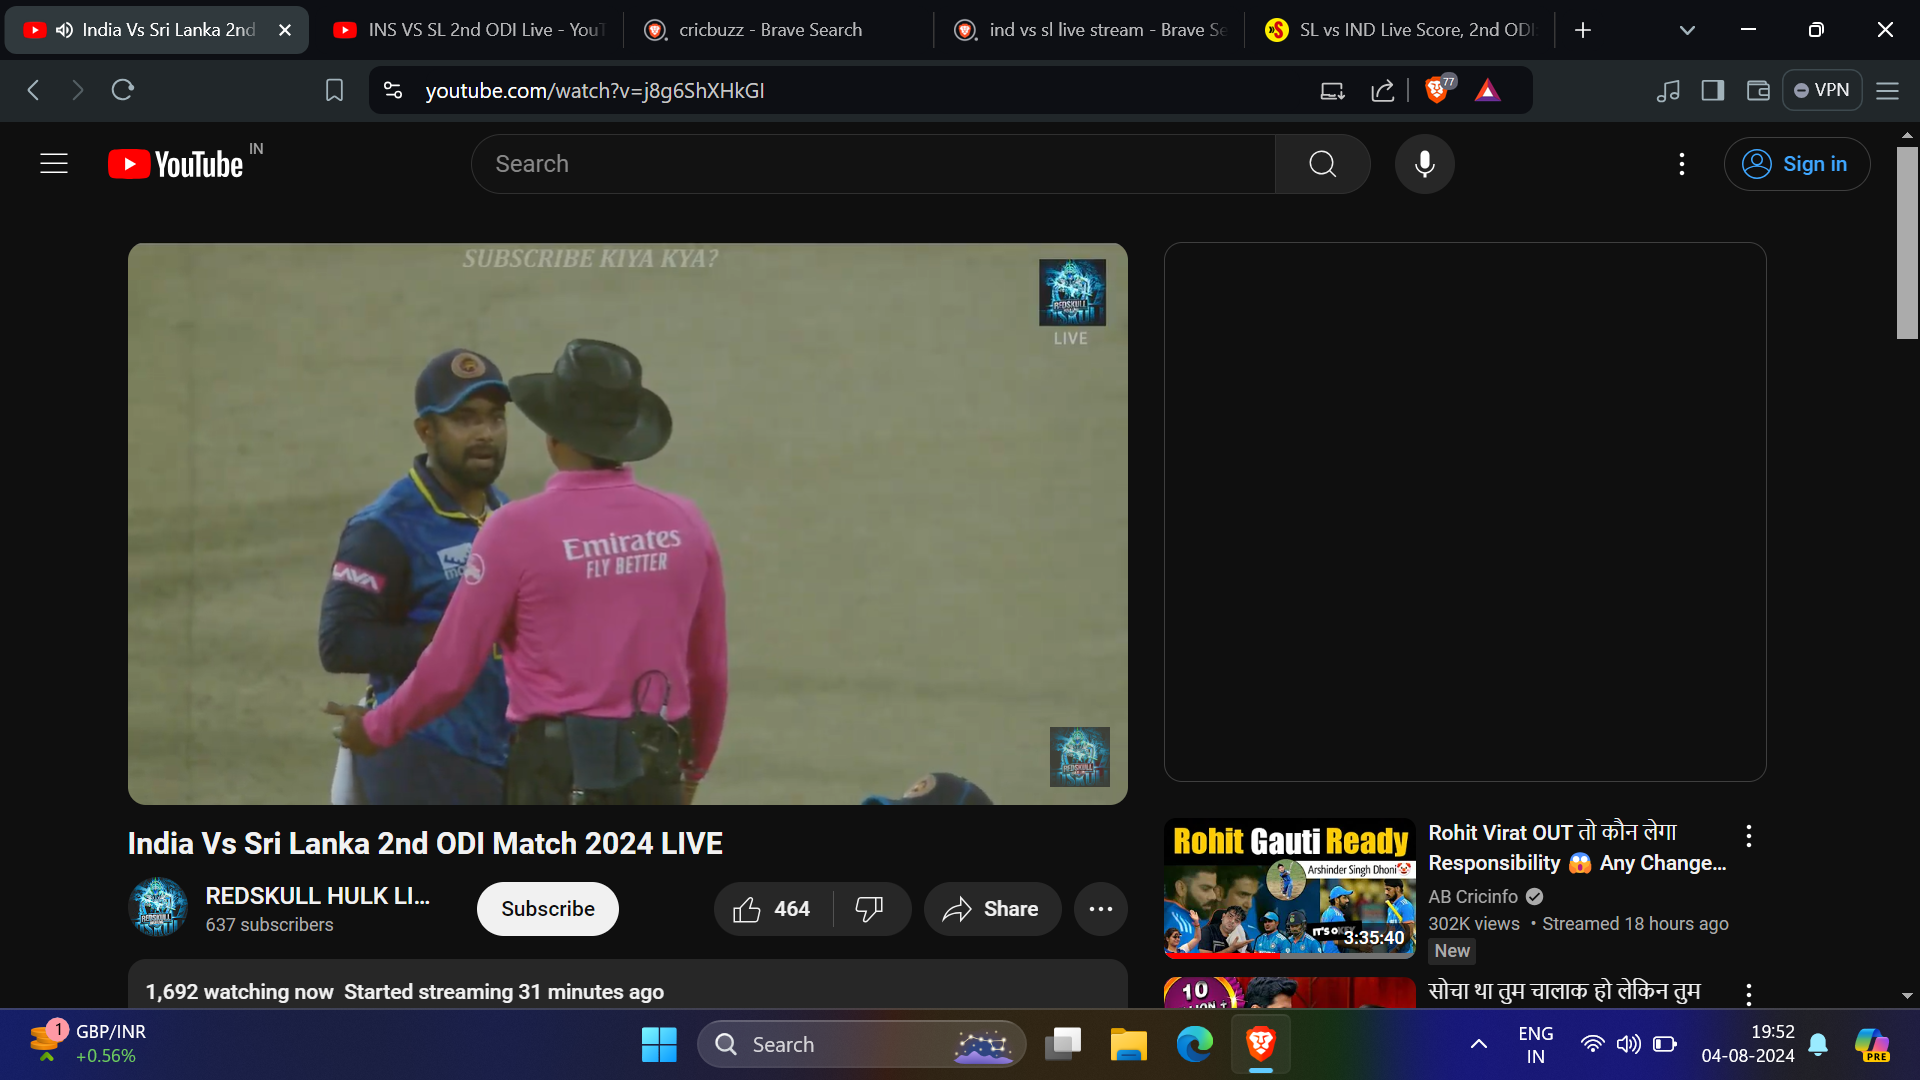 India Vs Sri Lanka 2nd
INS VS SL 2nd ODI Live - YouT
cricbuzz - Brave Search
ind vs sl live stream - Brave Se
SL vs IND Live Score, 2nd ODI
youtube.com/watch?v=j8g6ShXHkGI
77
VPN
YouTube IN
Search
Sign in
SUBSCRIBE KIYA KYA?
REDSKULL
LIVE
LAVA
Emirates
FLY BETTER
REDSKULL
India Vs Sri Lanka 2nd ODI Match 2024 LIVE
REDSKULL HULK LI...
637 subscribers
Subscribe
464
Share
1,692 watching now Started streaming 31 minutes ago
Rohit Gauti Ready
Arshinder Singh Dhoni
3:35:40
Rohit Virat OUT तो कौन लेगा
Responsibility 😱 Any Change...
AB Cricinfo
302K views • Streamed 18 hours ago
New
10
सोचा था तुम चालाक हो लेकिन तुम
1
GBP/INR
+0.56%
Search
ENG
IN
19:52
04-08-2024
PRE